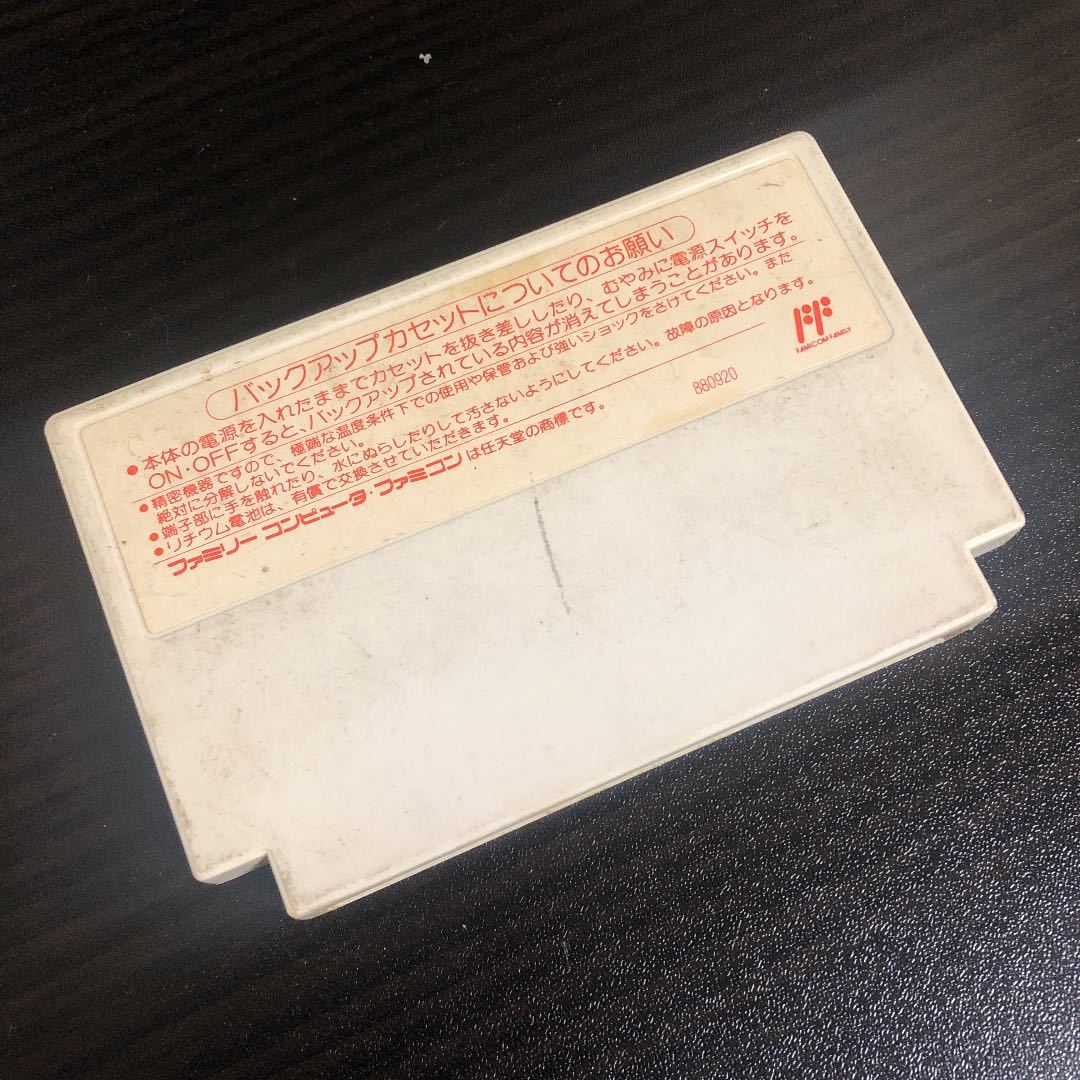 バックアップカセットについてのお願い
●本体の電源を入れたままでカセットを抜き差ししたり、むやみに電源スイッチを
ON・OFFすると、バックアップされている内容が消えてしまうことがあります。
●精密機器ですので、極端な温度条件下での使用や保管および強いショックをさけてください。また
絶対に分解しないでください。
●端子部に手を触れたり、水にぬらしたりして汚さないようにしてください。故障の原因となります。
●リチウム電池は、有償で交換させていただきます。
ファミリーコンピュータ・ファミコンは任天堂の商標です。
880920
FAMICOM FAMILY